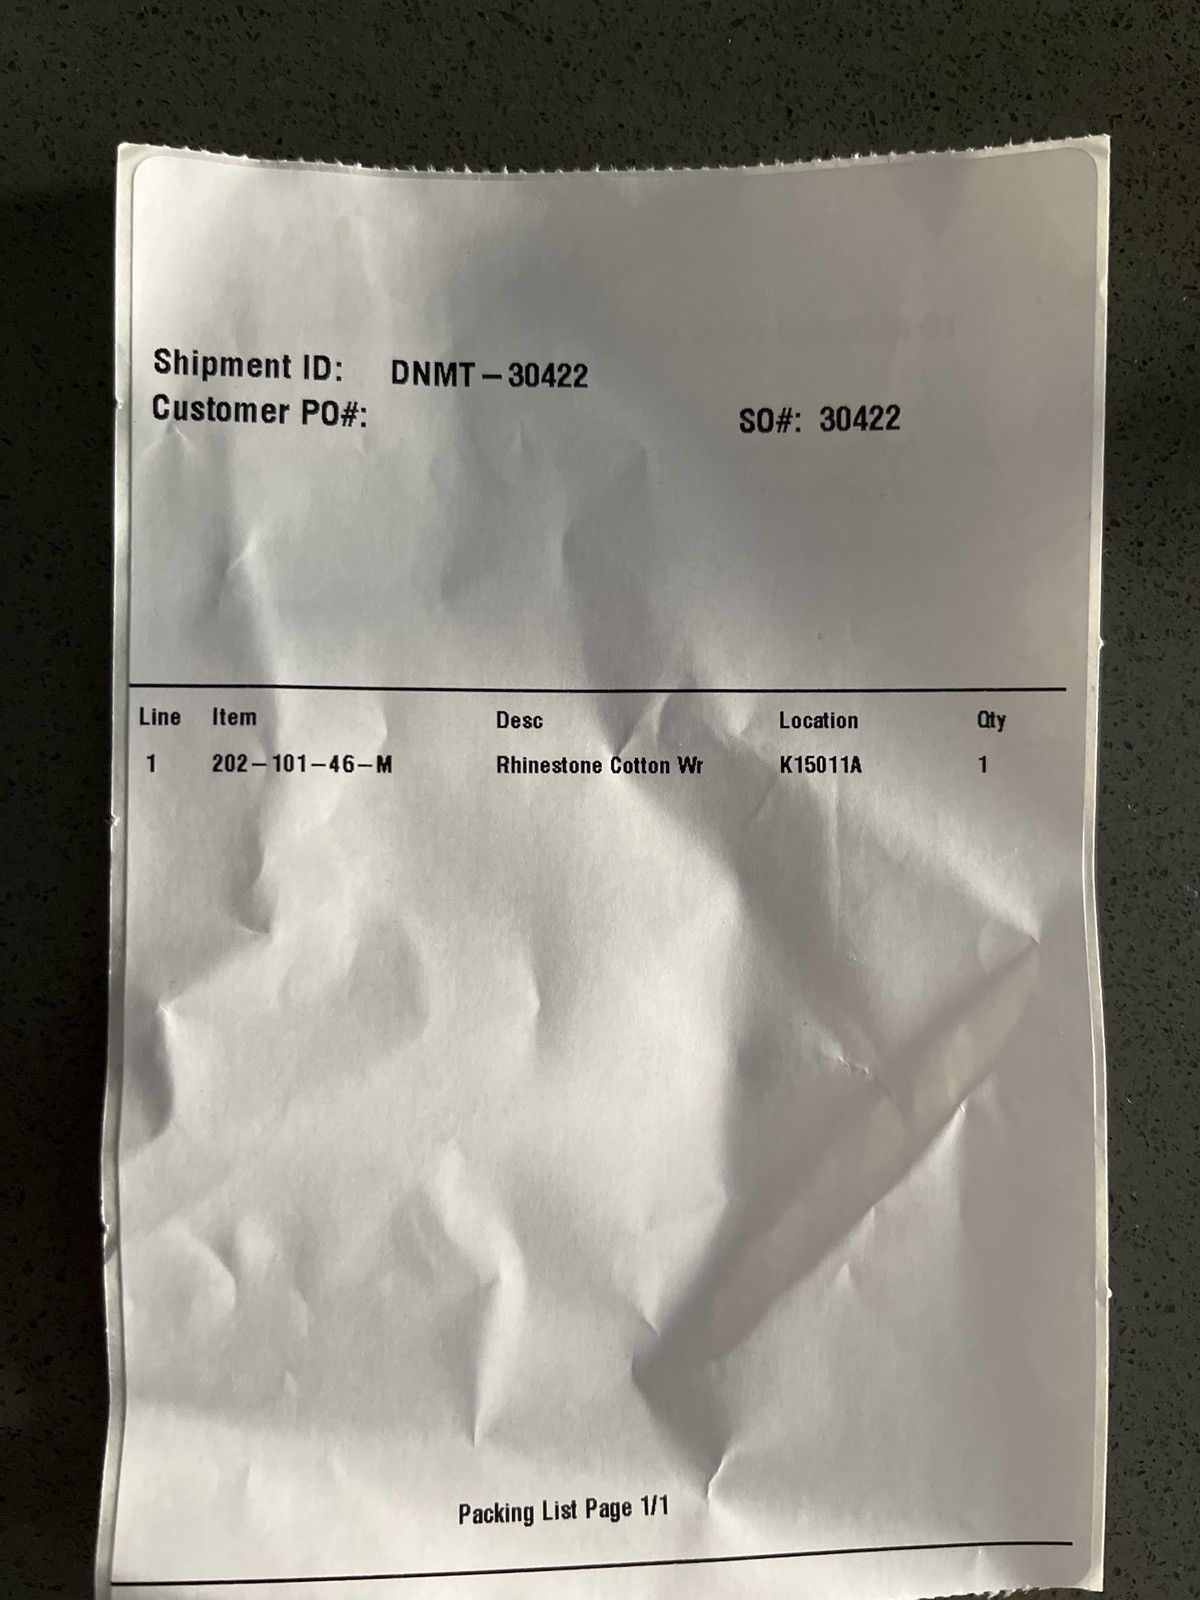 Shipment ID: DNMT-30422
Customer PO#: SO#: 30422
Line Item Desc Location Qty
1 202-101-46-M Rhinestone Cotton Wr K15011A 1
Packing List Page 1/1